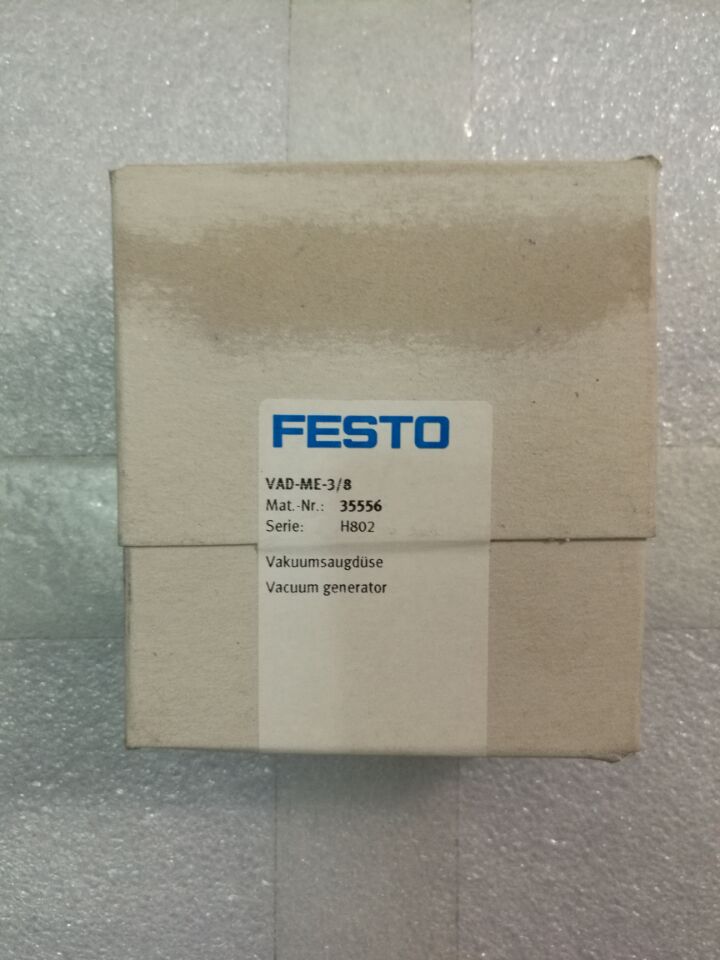 FESTO
VAD-ME-3/8
Mat.-Nr.: 35556
Serie: H802
Vakuumsaugdüse
Vacuum generator